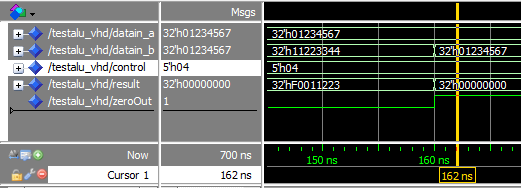 Msgs
/testalu_vhd/datain_a 32'h01234567 32'h01234567
/testalu_vhd/datain_b 32'h01234567 32'h11223344 32'h01234567
/testalu_vhd/control 5'h04 5'h04
/testalu_vhd/result 32'h00000000 32'hF0011223 32'h00000000
/testalu_vhd/zeroOut 1
Now 700 ns 150 ns 160 ns
Cursor 1 162 ns 162 ns